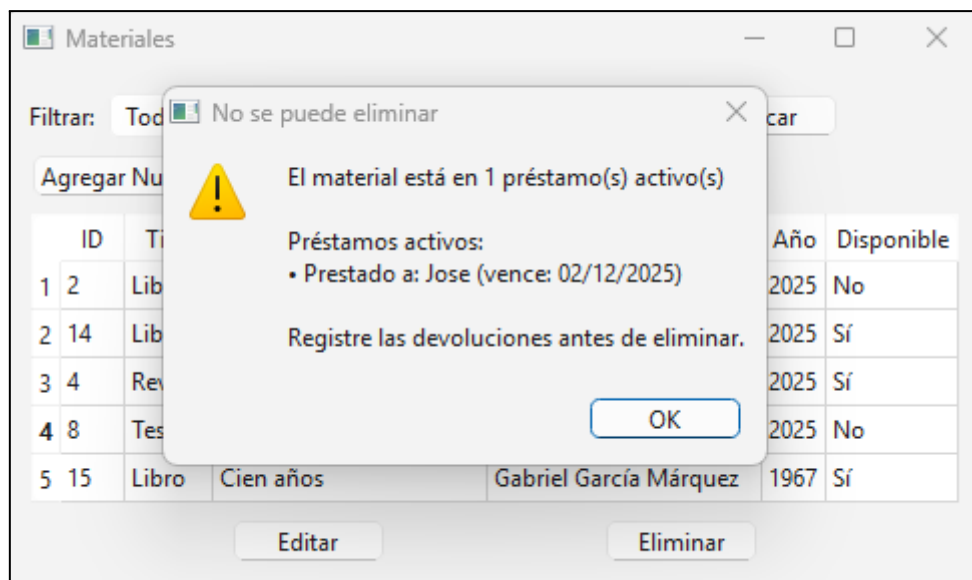 Materiales
Filtrar: Tod car
No se puede eliminar
El material está en 1 préstamo(s) activo(s)
Préstamos activos:
• Prestado a: Jose (vence: 02/12/2025)
Registre las devoluciones antes de eliminar.
OK
Agregar Nu
ID Ti Año Disponible
1 2 Lib 2025 No
2 14 Lib 2025 Sí
3 4 Rev 2025 Sí
4 8 Tes 2025 No
5 15 Libro Cien años Gabriel García Márquez 1967 Sí
Editar Eliminar